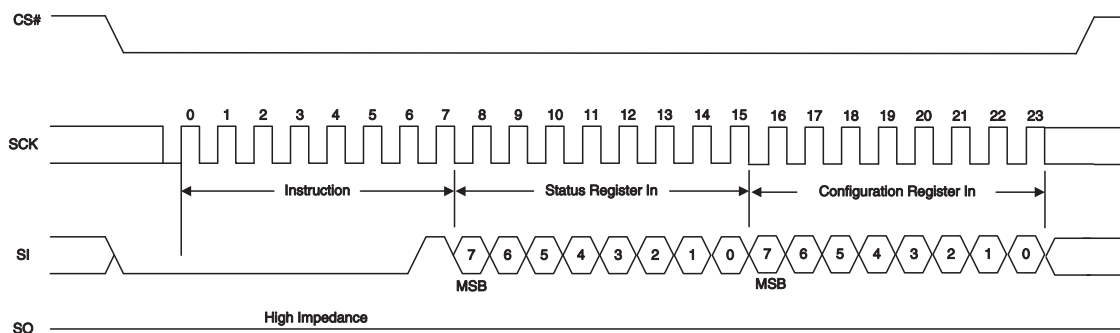 CS#
0 1 2 3 4 5 6 7 8 9 10 11 12 13 14 15 16 17 18 19 20 21 22 23
SCK
Instruction Status Register In Configuration Register In
SI 7 6 5 4 3 2 1 0 7 6 5 4 3 2 1 0
MSB MSB
High Impedance
SO